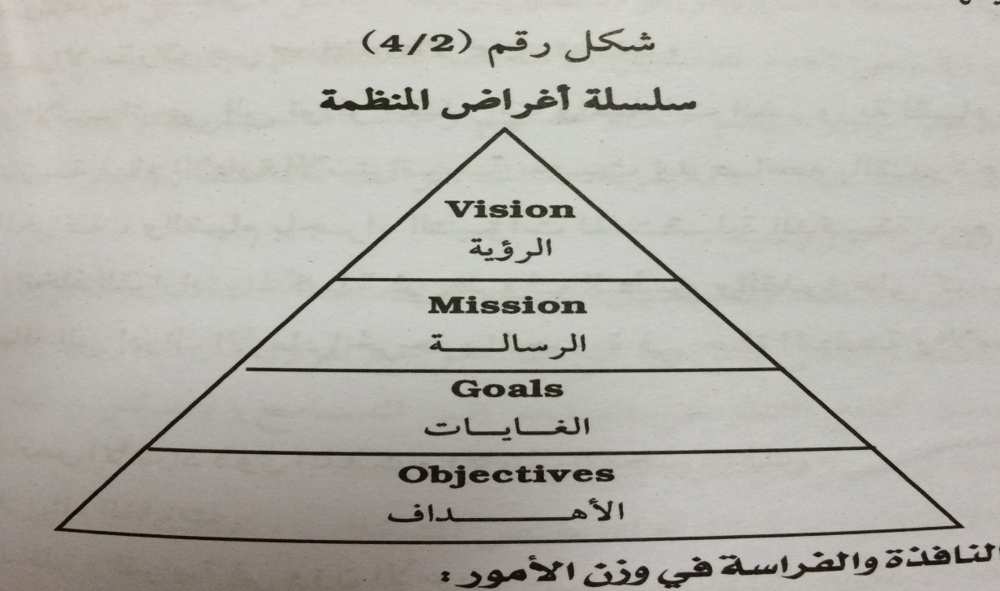 شكل رقم (4/2)
سلسلة أغراض المنظمة
Vision
الرؤية
Mission
الرسالـــــة
Goals
الغـــايـــات
Objectives
الأهــــــــــداف
النافذة والفراسة في وزن الأمور :